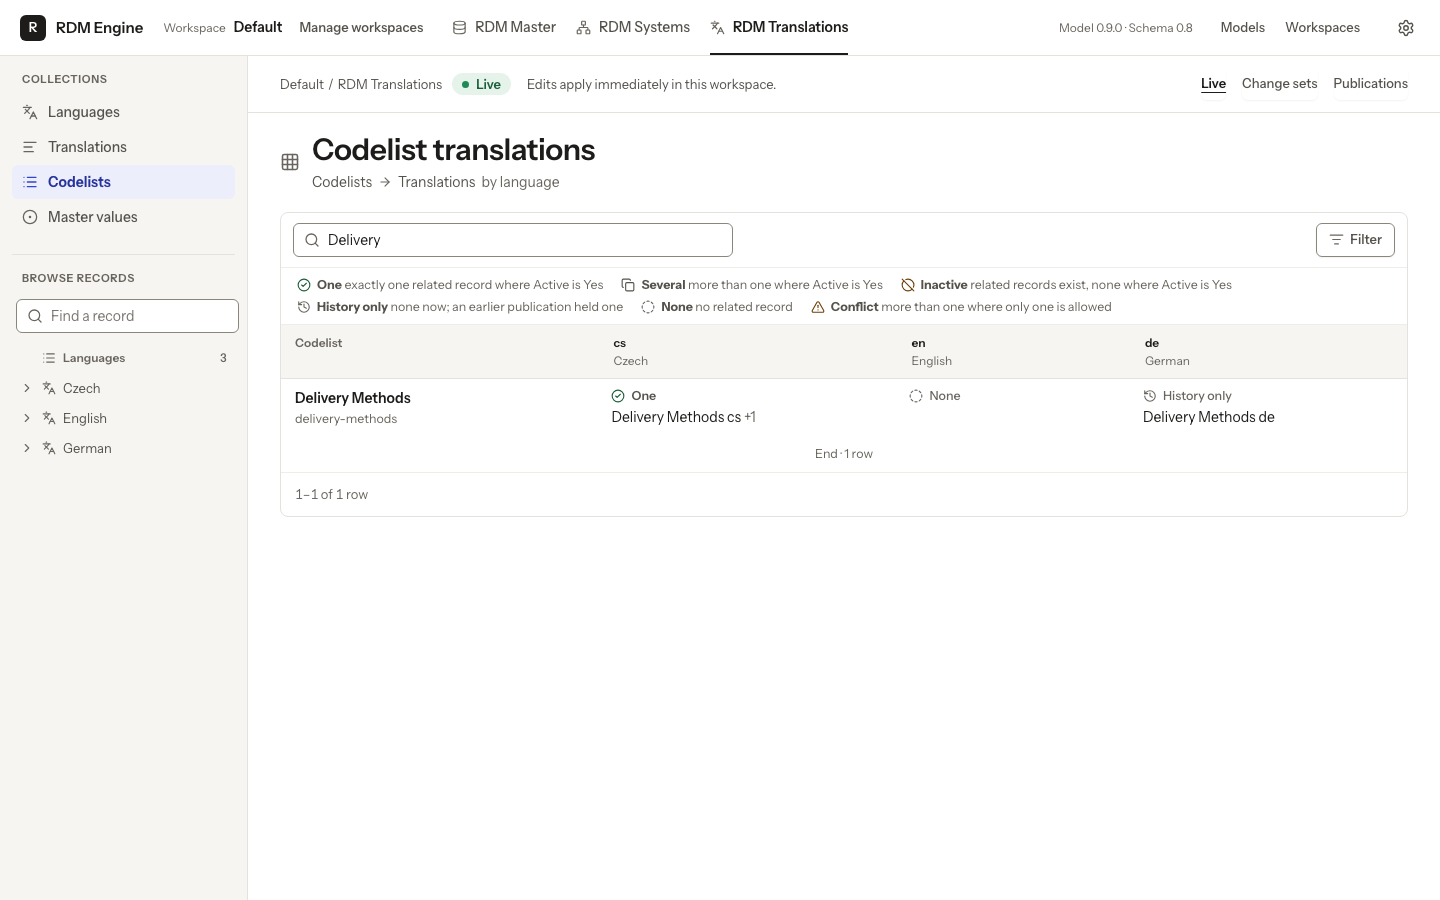 R RDM Engine Workspace Default Manage workspaces RDM Master RDM Systems RDM Translations Model 0.9.0 · Schema 0.8 Models Workspaces
COLLECTIONS
Languages
Translations
Codelists
Master values
BROWSE RECORDS
Find a record
Languages 3
Czech
English
German
Default / RDM Translations Live Edits apply immediately in this workspace. Live Change sets Publications
Codelist translations
Codelists → Translations by language
Delivery Filter
One exactly one related record where Active is Yes Several more than one where Active is Yes Inactive related records exist, none where Active is Yes
History only none now; an earlier publication held one None no related record Conflict more than one where only one is allowed
Codelist cs en de
Czech English German
Delivery Methods One None History only
delivery-methods Delivery Methods cs +1 Delivery Methods de
End · 1 row
1–1 of 1 row